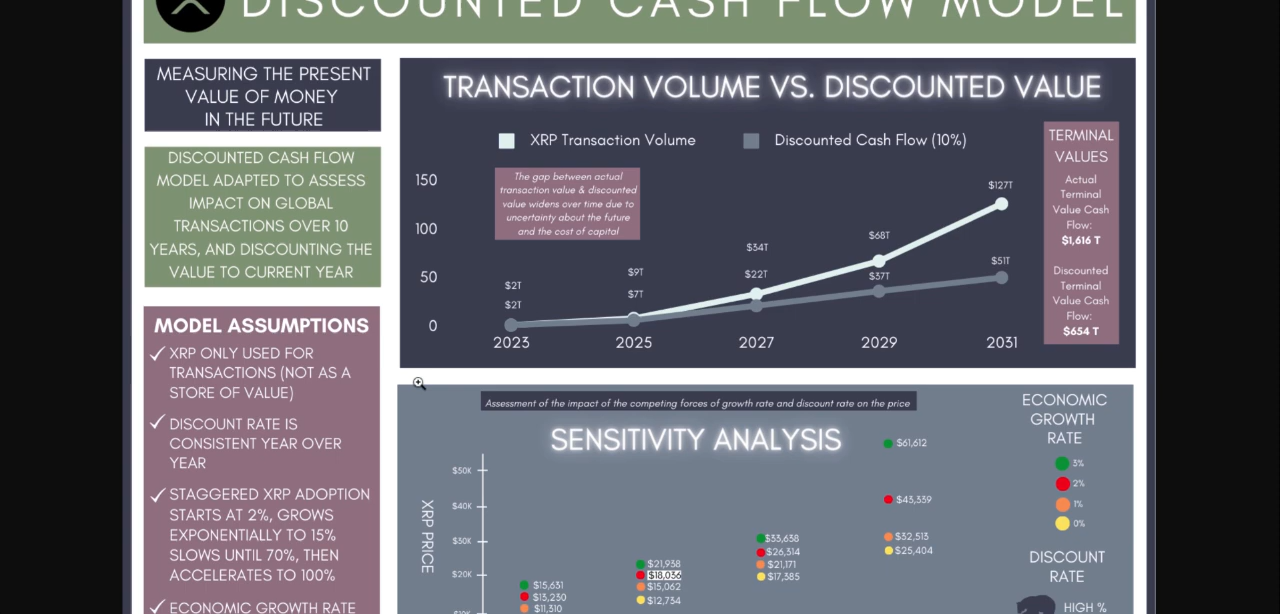 DISCOUNTED CASH FLOW MODEL
MEASURING THE PRESENT
VALUE OF MONEY
IN THE FUTURE
DISCOUNTED CASH FLOW
MODEL ADAPTED TO ASSESS
IMPACT ON GLOBAL
TRANSACTIONS OVER 10
YEARS, AND DISCOUNTING THE
VALUE TO CURRENT YEAR
MODEL ASSUMPTIONS
XRP ONLY USED FOR
TRANSACTIONS (NOT AS A
STORE OF VALUE)
DISCOUNT RATE IS
CONSISTENT YEAR OVER
YEAR
STAGGERED XRP ADOPTION
STARTS AT 2%, GROWS
EXPONENTIALLY TO 15%
SLOWS UNTIL 70%, THEN
ACCELERATES TO 100%
ECONOMIC GROWTH RATE
TRANSACTION VOLUME VS. DISCOUNTED VALUE
XRP Transaction Volume
Discounted Cash Flow (10%)
The gap between actual
transaction value & discounted
value widens over time due to
uncertainty about the future
and the cost of capital
150
100
50
0
$2T
$2T
$9T
$7T
$34T
$22T
$68T
$37T
$127T
$51T
2023 2025 2027 2029 2031
TERMINAL
VALUES
Actual
Terminal
Value Cash
Flow:
$1,616 T
Discounted
Terminal
Value Cash
Flow:
$654 T
Assessment of the impact of the competing forces of growth rate and discount rate on the price
SENSITIVITY ANALYSIS
XRP PRICE
$50K
$40K
$30K
$20K
$15,631
$13,230
$11,310
$21,938
$18,036
$15,062
$12,734
$33,638
$26,314
$21,171
$17,385
$61,612
$43,339
$32,513
$25,404
ECONOMIC
GROWTH
RATE
3%
2%
1%
0%
DISCOUNT
RATE
HIGH %